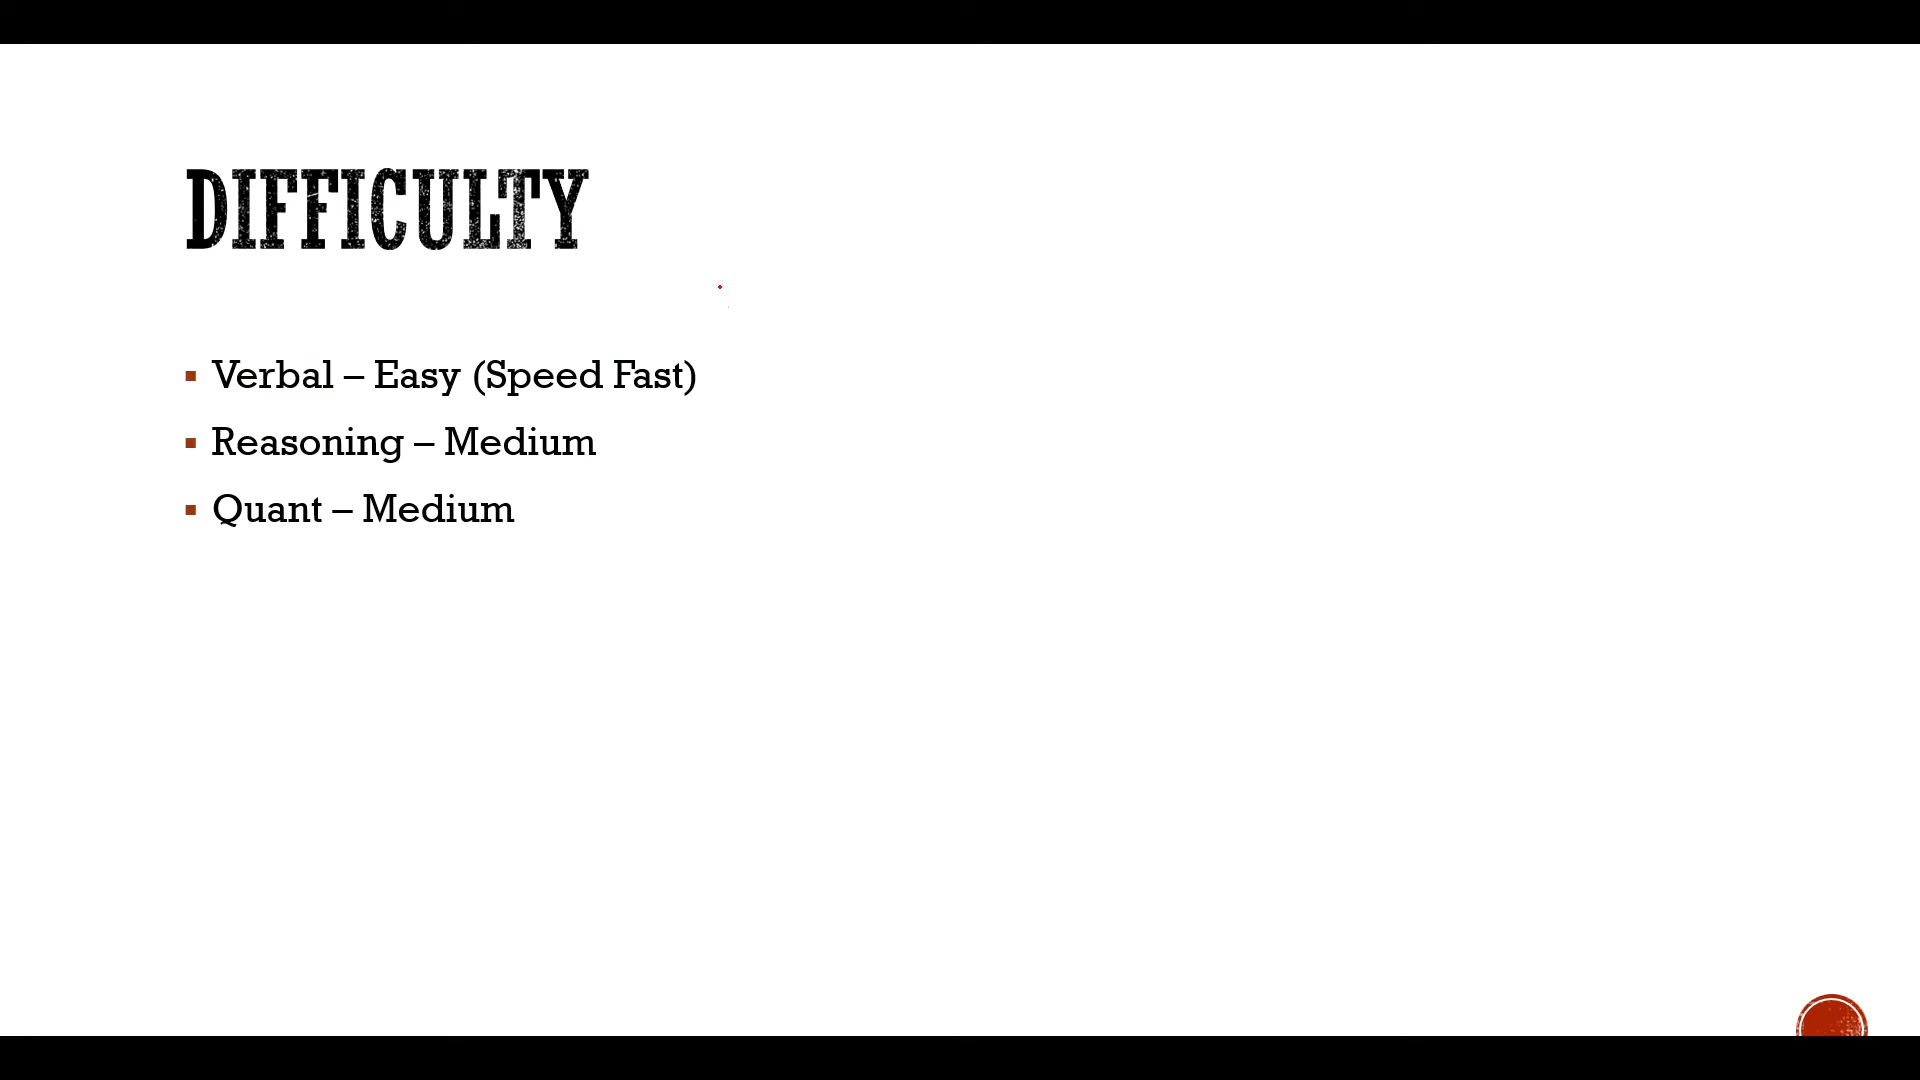 DIFFICULTY
▪ Verbal – Easy (Speed Fast)
▪ Reasoning – Medium
▪ Quant – Medium